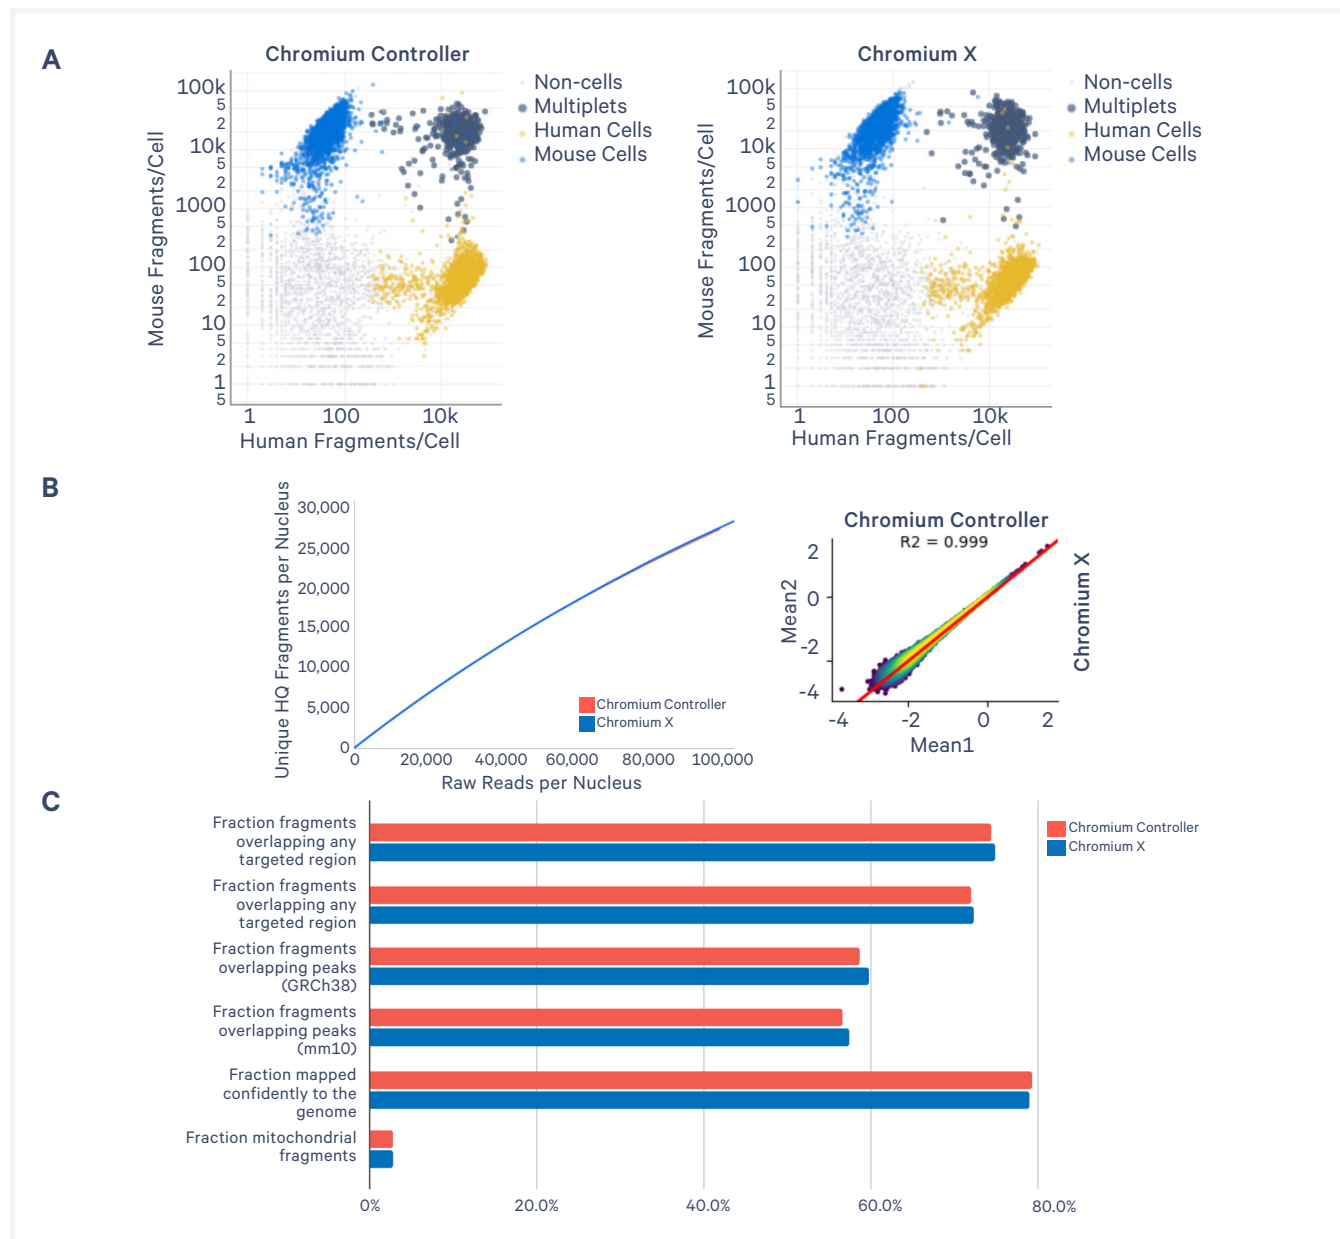 A
Chromium Controller
100k
5
2
10k
5
2
1000
5
2
100
5
2
10
5
2
1
5
Mouse Fragments/Cell
1
100
10k
Human Fragments/Cell
Non-cells
Multiplets
Human Cells
Mouse Cells
Chromium X
100k
5
2
10k
5
2
1000
5
2
100
5
2
10
5
2
1
5
Mouse Fragments/Cell
1
100
10k
Human Fragments/Cell
Non-cells
Multiplets
Human Cells
Mouse Cells
B
Unique HQ Fragments per Nucleus
30,000
25,000
20,000
15,000
10,000
5,000
0
0
20,000
40,000
60,000
80,000
100,000
Raw Reads per Nucleus
Chromium Controller
Chromium X
Chromium Controller
R2 = 0.999
2
0
-2
-4
Mean2
-4
-2
0
2
Mean1
Chromium X
C
Fraction fragments
overlapping any
targeted region
Fraction fragments
overlapping any
targeted region
Fraction fragments
overlapping peaks
(GRCh38)
Fraction fragments
overlapping peaks
(mm10)
Fraction mapped
confidently to the
genome
Fraction mitochondrial
fragments
0%
20.0%
40.0%
60.0%
80.0%
Chromium Controller
Chromium X